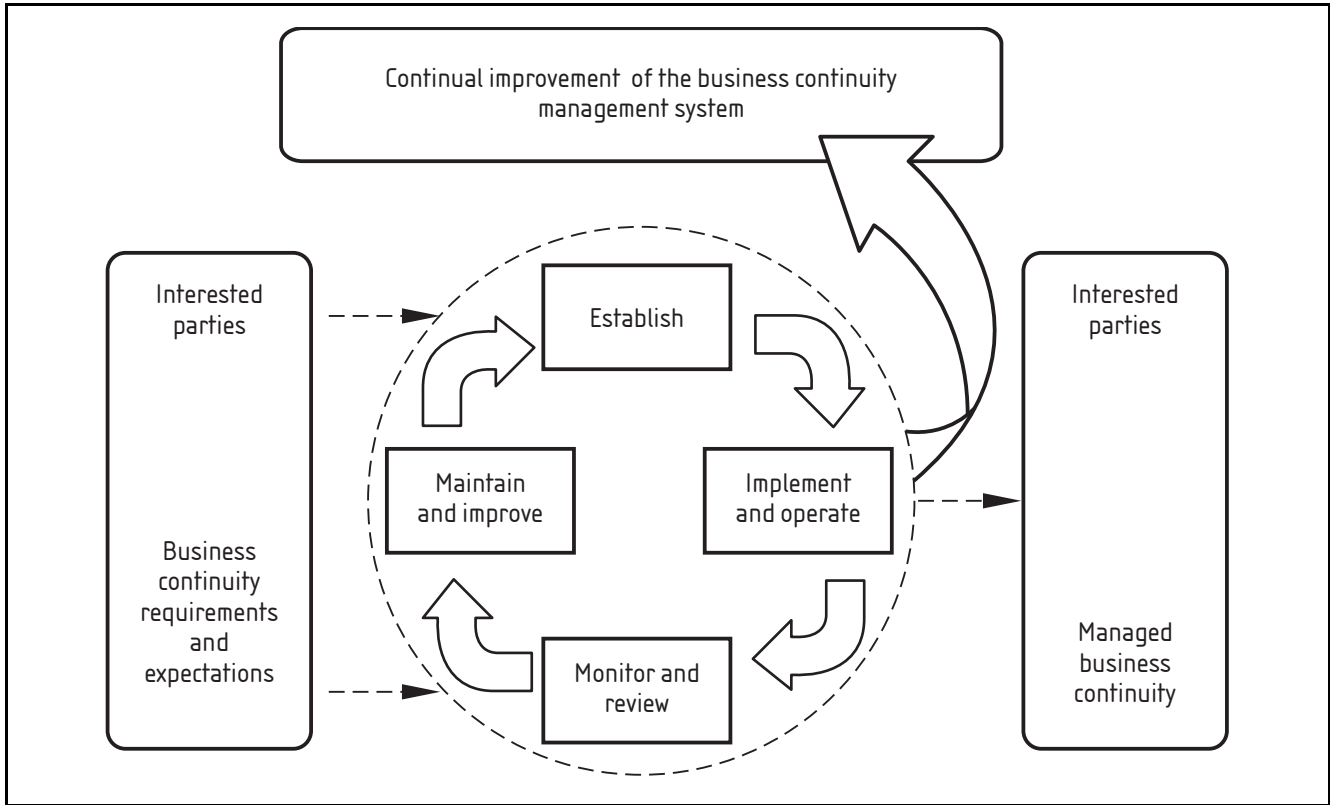 Continual improvement of the business continuity
management system
Interested
parties
Business
continuity
requirements
and
expectations
Establish
Maintain
and improve
Implement
and operate
Monitor and
review
Interested
parties
Managed
business
continuity